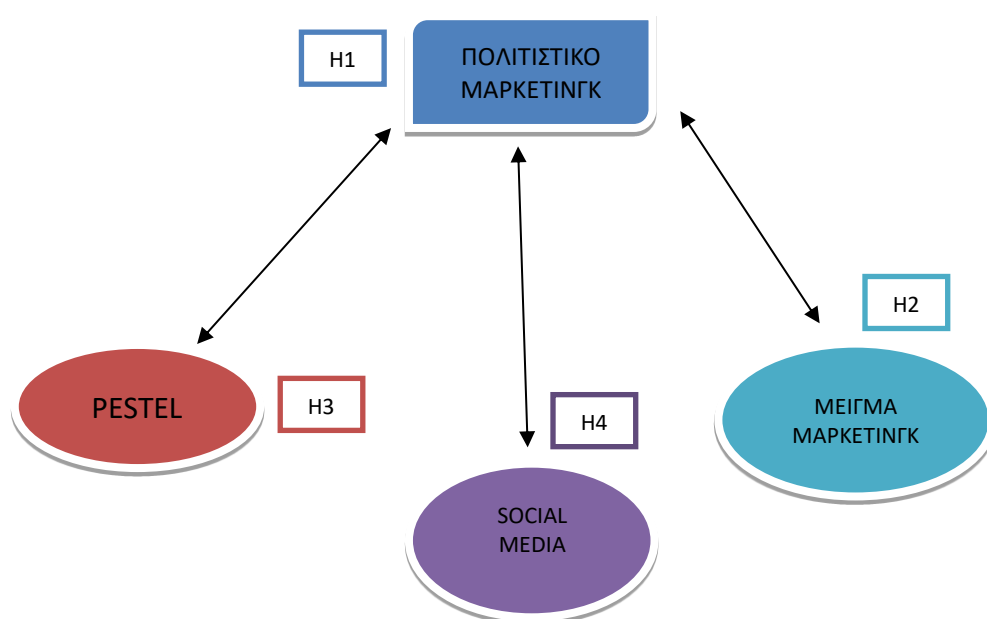 H1
ΠΟΛΙΤΙΣΤΙΚΟ
ΜΑΡΚΕΤΙΝΓΚ
H2
PESTEL
H3
H4
ΜΕΙΓΜΑ
ΜΑΡΚΕΤΙΝΓΚ
SOCIAL
MEDIA